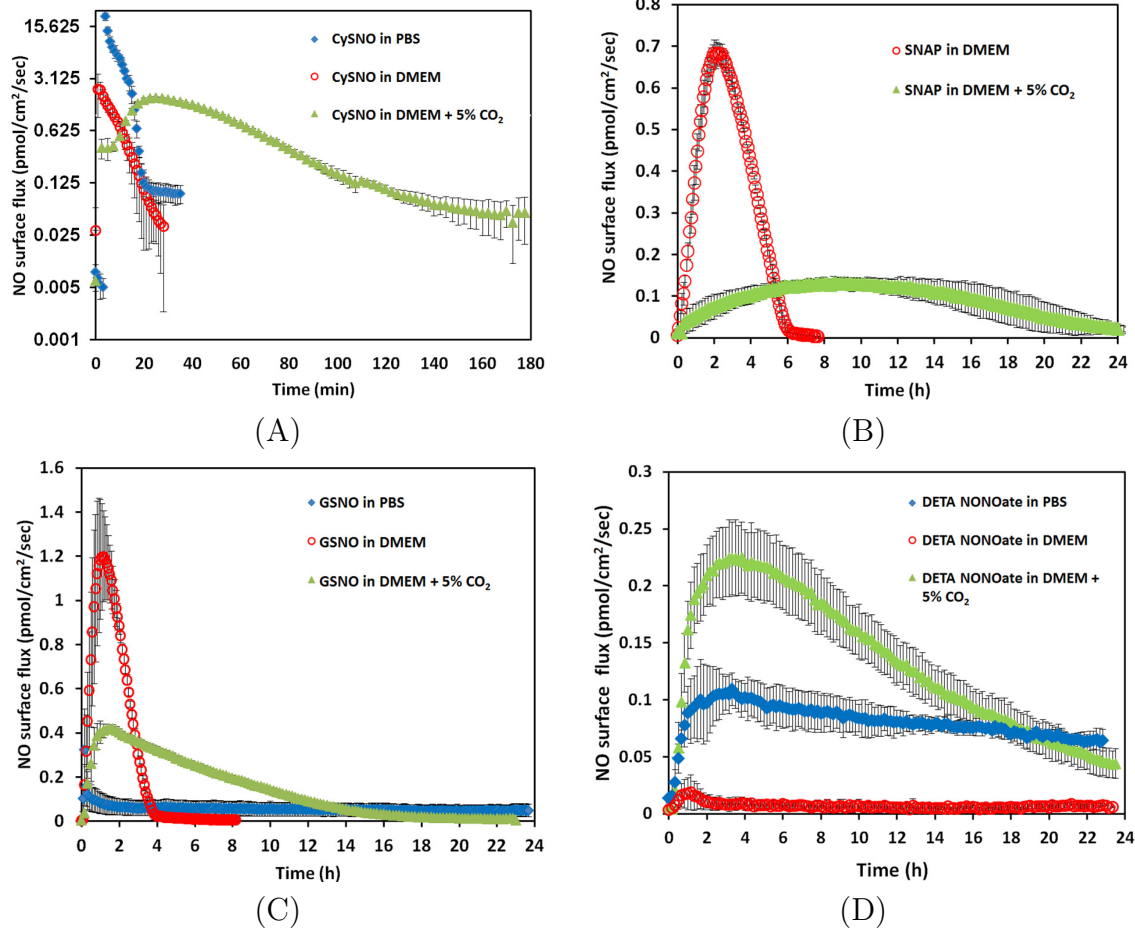 15.625
3.125
0.625
0.125
0.025
0.005
0.001
NO surface flux (pmol/cm²/sec)
CySNO in PBS
CySNO in DMEM
CySNO in DMEM + 5% CO₂
0 20 40 60 80 100 120 140 160 180
Time (min)
(A)
0.8
0.7
0.6
0.5
0.4
0.3
0.2
0.1
0
NO surface flux (pmol/cm²/sec)
SNAP in DMEM
SNAP in DMEM + 5% CO₂
0 2 4 6 8 10 12 14 16 18 20 22 24
Time (h)
(B)
1.6
1.4
1.2
1
0.8
0.6
0.4
0.2
0
NO surface flux (pmol/cm²/sec)
GSNO in PBS
GSNO in DMEM
GSNO in DMEM + 5% CO₂
0 2 4 6 8 10 12 14 16 18 20 22 24
Time (h)
(C)
0.3
0.25
0.2
0.15
0.1
0.05
0
NO surface flux (pmol/cm²/sec)
DETA NONOate in PBS
DETA NONOate in DMEM
DETA NONOate in DMEM +
5% CO₂
0 2 4 6 8 10 12 14 16 18 20 22 24
Time (h)
(D)